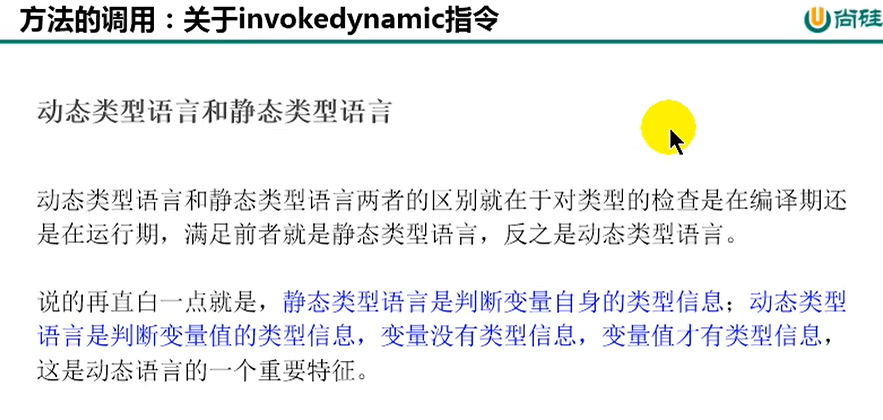 方法的调用：关于invokedynamic指令
尚硅
动态类型语言和静态类型语言
动态类型语言和静态类型语言两者的区别就在于对类型的检查是在编译期还
是在运行期，满足前者就是静态类型语言，反之是动态类型语言。
说的再直白一点就是，静态类型语言是判断变量自身的类型信息；动态类型
语言是判断变量值的类型信息，变量没有类型信息，变量值才有类型信息，
这是动态语言的一个重要特征。